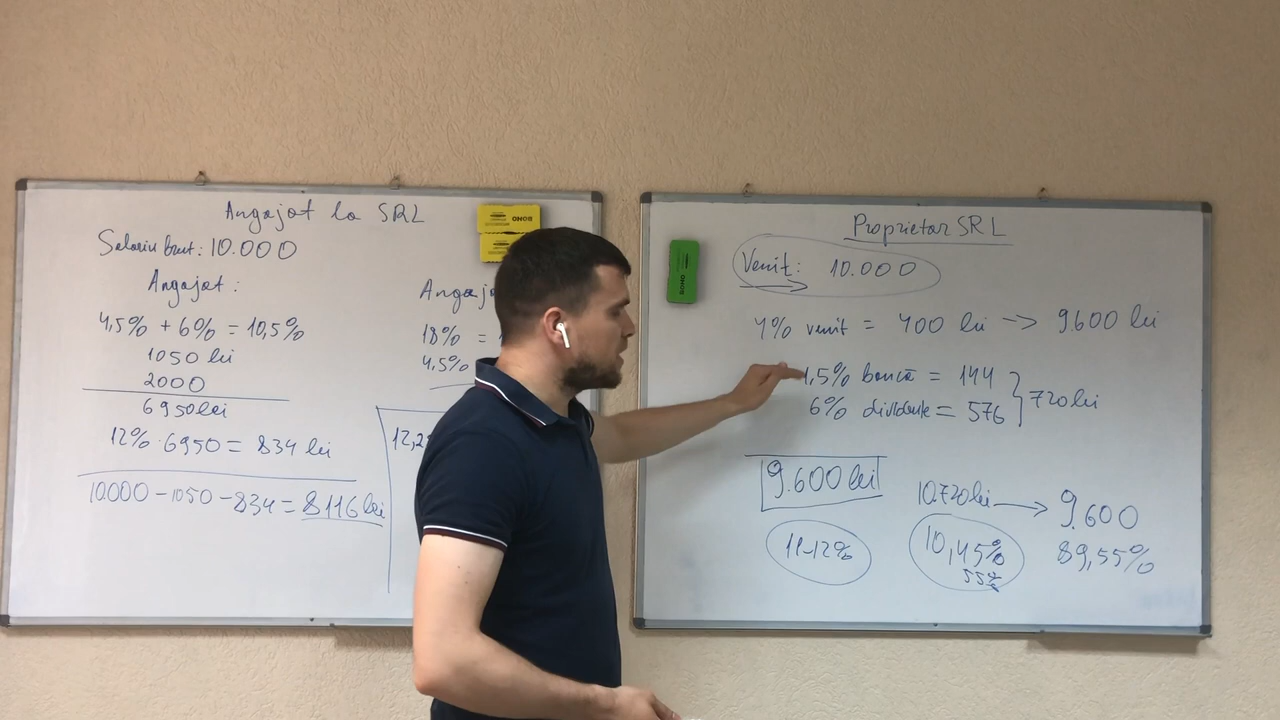 Angajat la SRL
Salariu brut: 10.000
Angajat:
4,5% + 6% = 10,5%
1050 lei
2000
6950 lei
12% · 6950 = 834 lei
10000 - 1050 - 834 = 8116 lei
Angajo
18% =
4,5%
12,2
BOHO
BOHO
Proprietar SRL
Venit: 10.000
4% venit = 400 lei -> 9.600 lei
1,5% bancă = 144
6% dividende = 576
720 lei
9.600 lei
10.720 lei → 9.600
11-12%
10,45%
89,55%